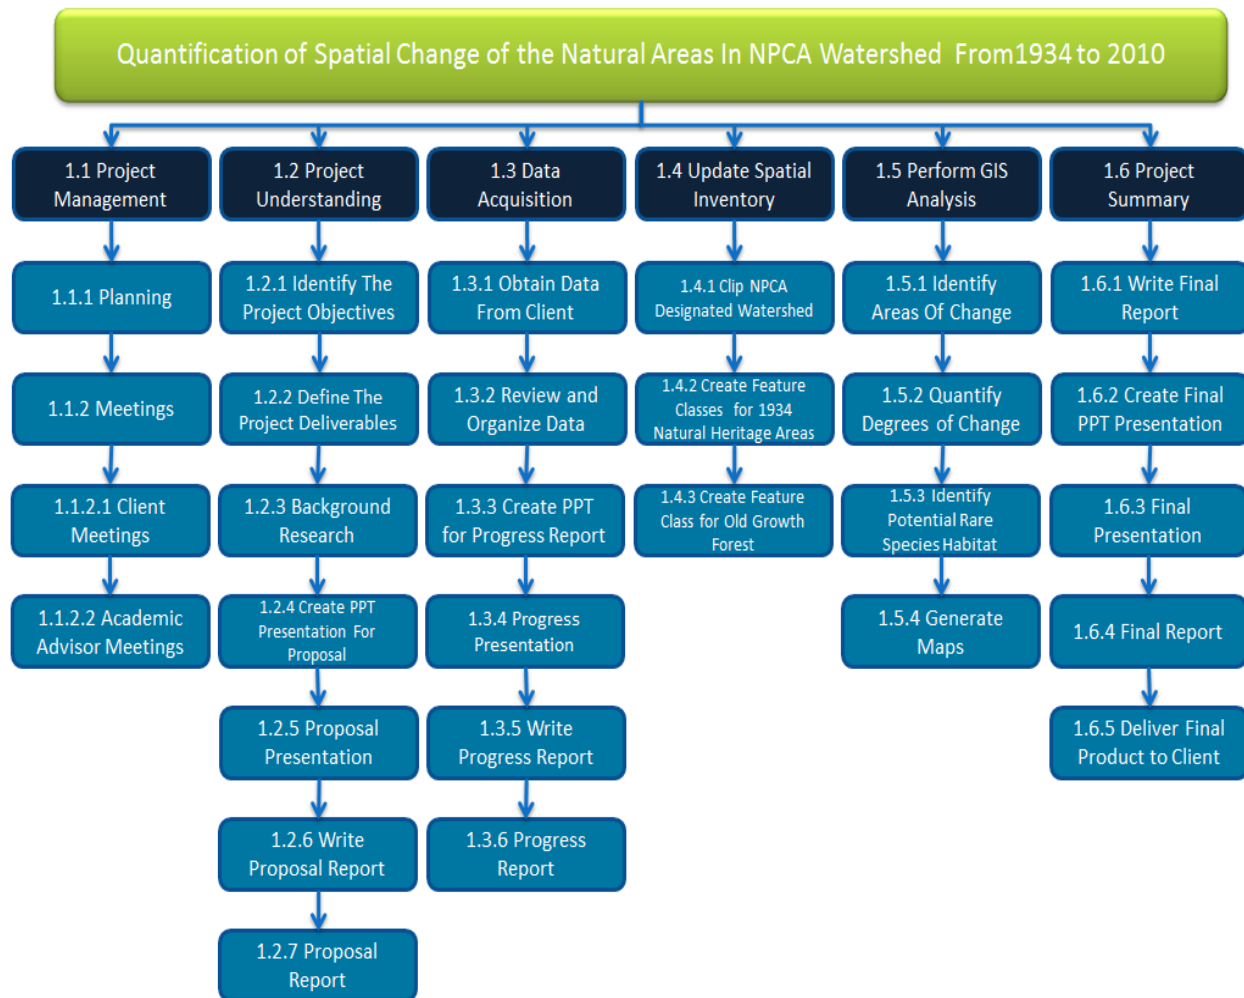 Quantification of Spatial Change of the Natural Areas In NPCA Watershed From1934 to 2010
1.1 Project
Management
1.1.1 Planning
1.1.2 Meetings
1.1.2.1 Client
Meetings
1.1.2.2 Academic
Advisor Meetings
1.2 Project
Understanding
1.2.1 Identify The
Project Objectives
1.2.2 Define The
Project Deliverables
1.2.3 Background
Research
1.2.4 Create PPT
Presentation For
Proposal
1.2.5 Proposal
Presentation
1.2.6 Write
Proposal Report
1.2.7 Proposal
Report
1.3 Data
Acquisition
1.3.1 Obtain Data
From Client
1.3.2 Review and
Organize Data
1.3.3 Create PPT
for Progress Report
1.3.4 Progress
Presentation
1.3.5 Write
Progress Report
1.3.6 Progress
Report
1.4 Update Spatial
Inventory
1.4.1 Clip NPCA
Designated Watershed
1.4.2 Create Feature
Classes for 1934
Natural Heritage Areas
1.4.3 Create Feature
Class for Old Growth
Forest
1.5 Perform GIS
Analysis
1.5.1 Identify
Areas Of Change
1.5.2 Quantify
Degrees of Change
1.5.3 Identify
Potential Rare
Species Habitat
1.5.4 Generate
Maps
1.6 Project
Summary
1.6.1 Write Final
Report
1.6.2 Create Final
PPT Presentation
1.6.3 Final
Presentation
1.6.4 Final Report
1.6.5 Deliver Final
Product to Client